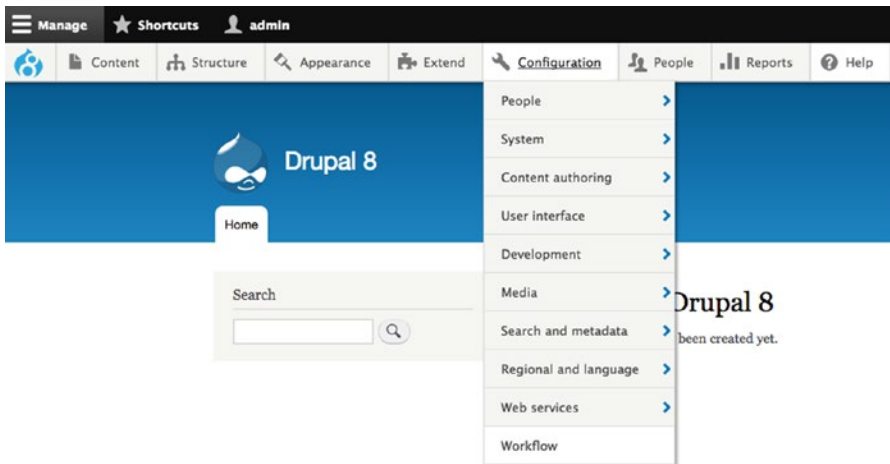 Manage Shortcuts admin
Content Structure Appearance Extend Configuration People Reports Help
People
System
Drupal 8
Content authoring
User interface
Home
Development
Search
Media
Drupal 8
Search and metadata
been created yet.
Regional and language
Web services
Workflow